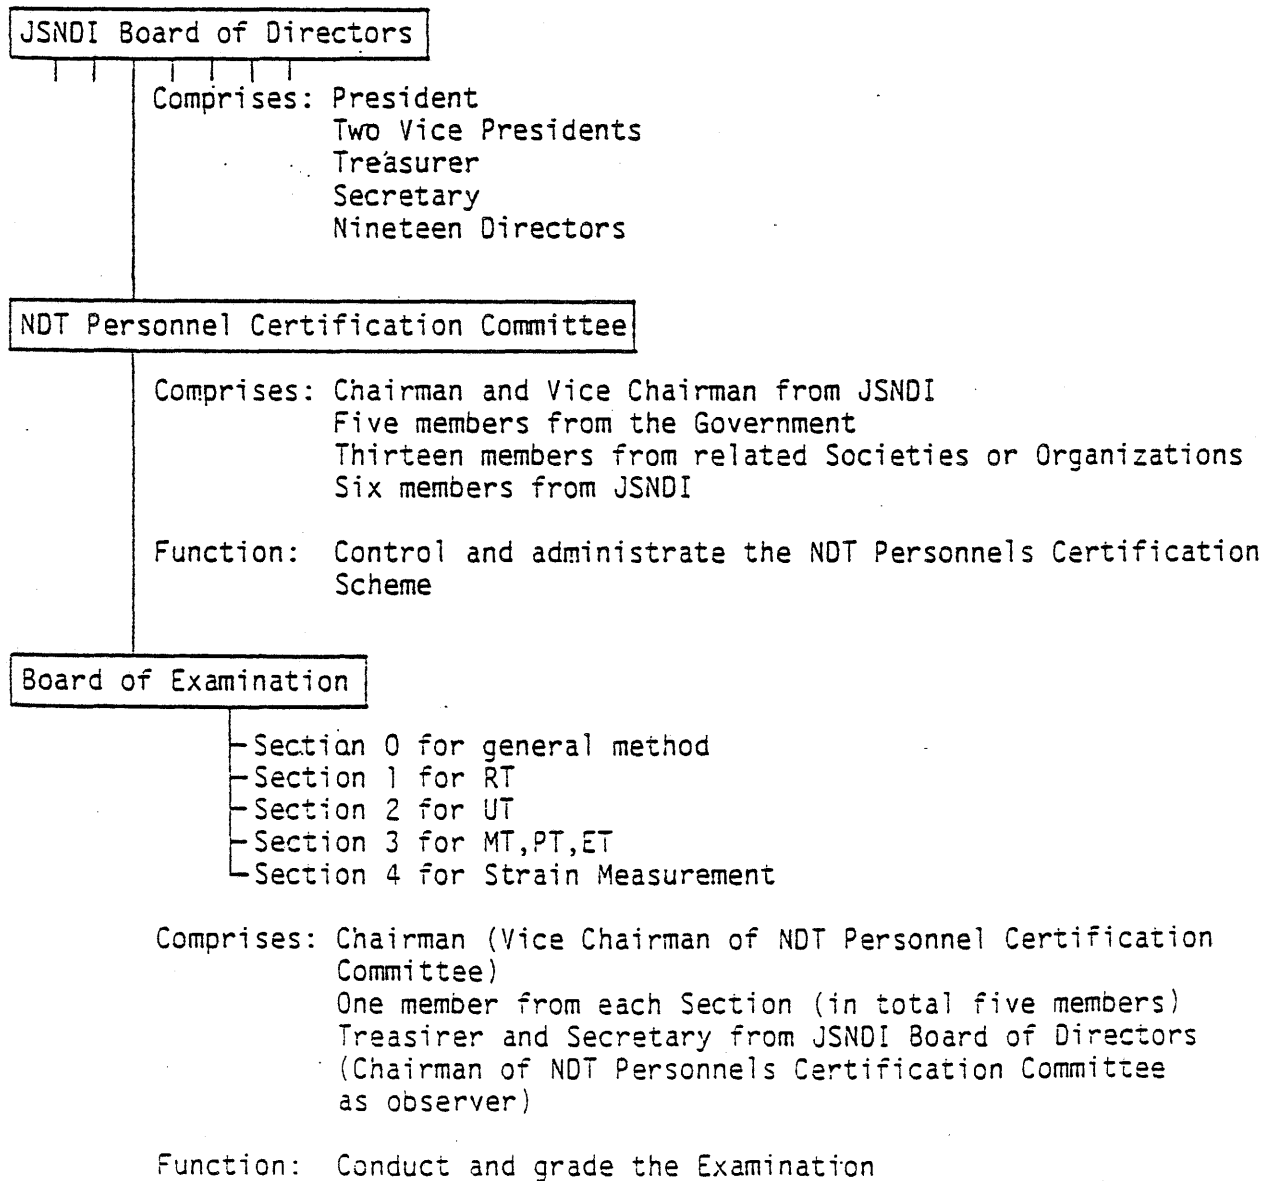 JSNDI Board of Directors
Comprises: President
Two Vice Presidents
Treasurer
Secretary
Nineteen Directors
NDT Personnel Certification Committee
Comprises: Chairman and Vice Chairman from JSNDI
Five members from the Government
Thirteen members from related Societies or Organizations
Six members from JSNDI
Function: Control and administrate the NDT Personnels Certification
Scheme
Board of Examination
Section 0 for general method
Section 1 for RT
Section 2 for UT
Section 3 for MT,PT,ET
Section 4 for Strain Measurement
Comprises: Chairman (Vice Chairman of NDT Personnel Certification
Committee)
One member from each Section (in total five members)
Treasirer and Secretary from JSNDI Board of Directors
(Chairman of NDT Personnels Certification Committee
as observer)
Function: Conduct and grade the Examination